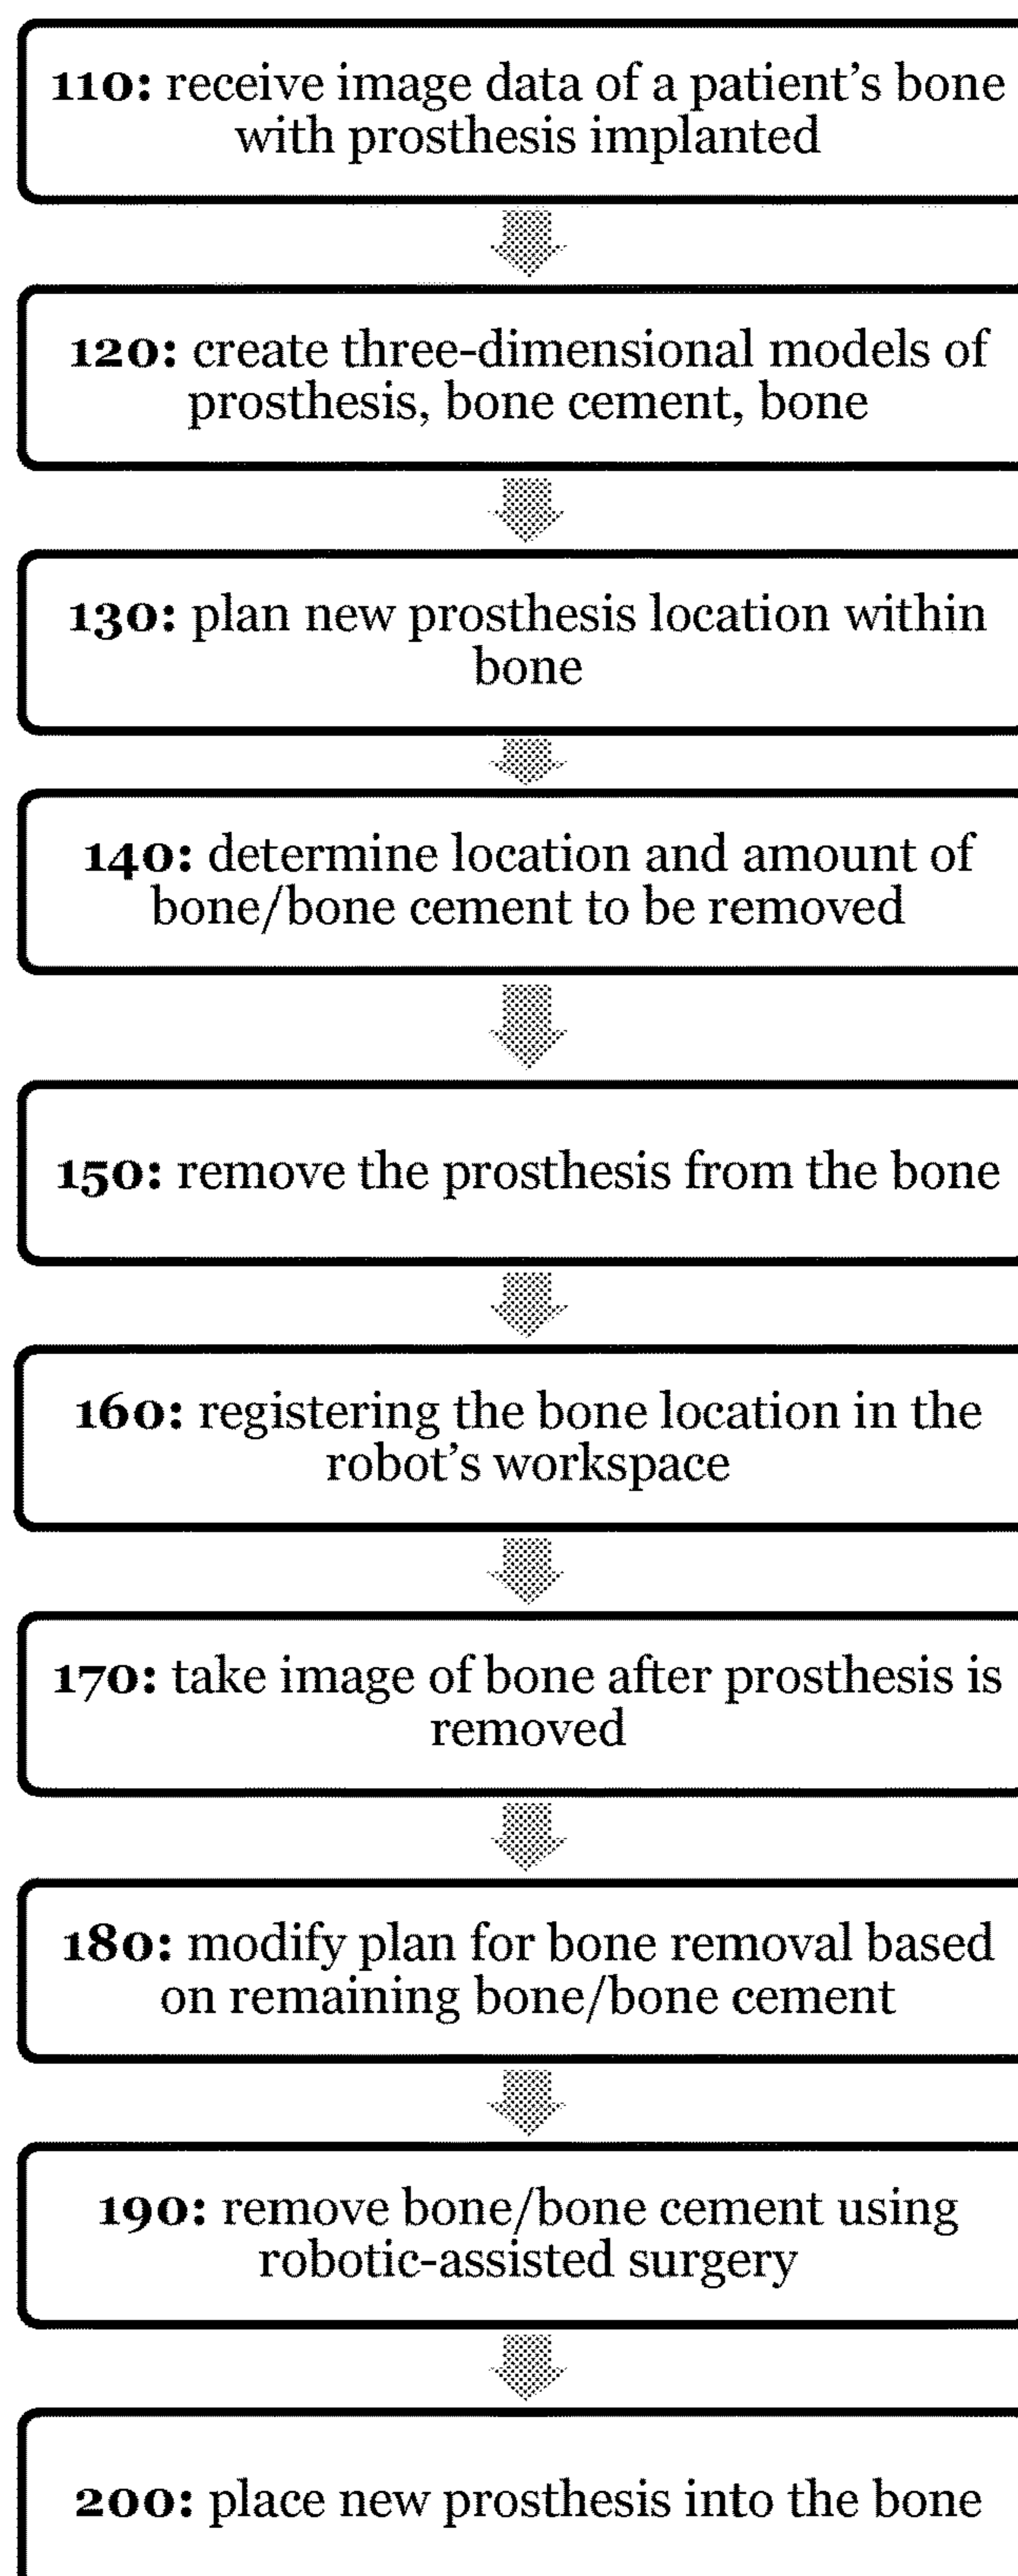 110: receive image data of a patient’s bone
with prosthesis implanted
120: create three-dimensional models of
prosthesis, bone cement, bone
130: plan new prosthesis location within
bone
140: determine location and amount of
bone/bone cement to be removed
150: remove the prosthesis from the bone
160: registering the bone location in the
robot’s workspace
170: take image of bone after prosthesis is
removed
180: modify plan for bone removal based
on remaining bone/bone cement
190: remove bone/bone cement using
robotic-assisted surgery
200: place new prosthesis into the bone